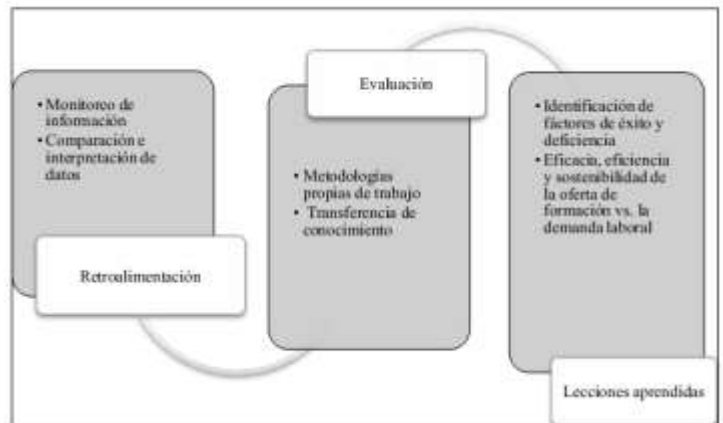 • Monitoreo de
información
• Comparación e
interpretación de
datos
Retroalimentación
Evaluación
• Metodologías
propias de trabajo
• Transferencia de
conocimiento
• Identificación de
factores de éxito y
deficiencia
• Eficacia, eficiencia
y sostenibilidad de
la oferta de
formación vs. la
demanda laboral
Lecciones aprendidas